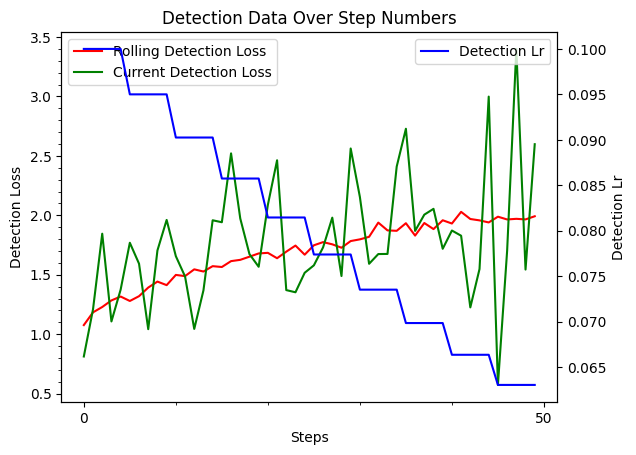 Detection Data Over Step Numbers
Rolling Detection Loss
Current Detection Loss
Detection Lr
3.5
3.0
2.5
2.0
1.5
1.0
0.5
Detection Loss
0.100
0.095
0.090
0.085
0.080
0.075
0.070
0.065
Detection Lr
0
50
Steps